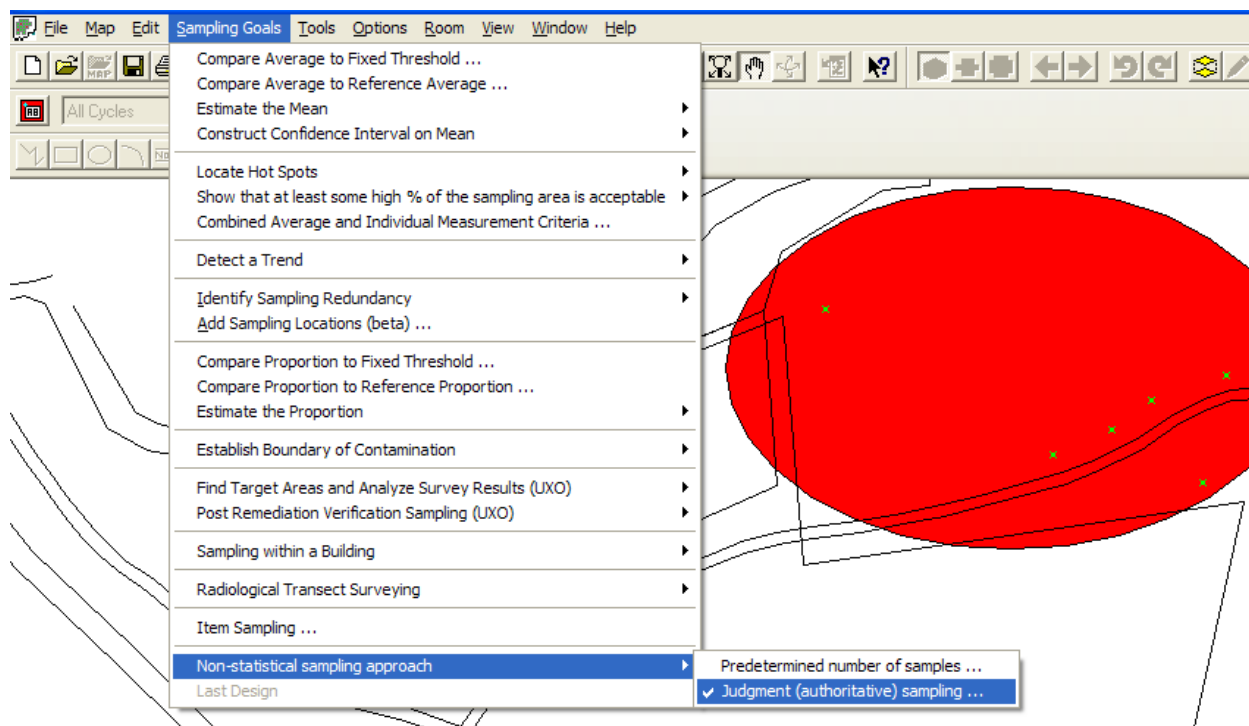 File Map Edit Sampling Goals Tools Options Room View Window Help
MAP
All Cycles
Compare Average to Fixed Threshold ...
Compare Average to Reference Average ...
Estimate the Mean
Construct Confidence Interval on Mean
Locate Hot Spots
Show that at least some high % of the sampling area is acceptable
Combined Average and Individual Measurement Criteria ...
Detect a Trend
Identify Sampling Redundancy
Add Sampling Locations (beta) ...
Compare Proportion to Fixed Threshold ...
Compare Proportion to Reference Proportion ...
Estimate the Proportion
Establish Boundary of Contamination
Find Target Areas and Analyze Survey Results (UXO)
Post Remediation Verification Sampling (UXO)
Sampling within a Building
Radiological Transect Surveying
Item Sampling ...
Non-statistical sampling approach
Predetermined number of samples ...
Last Design
Judgment (authoritative) sampling ...